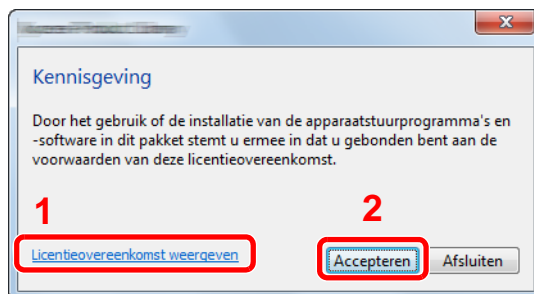 Kennisgeving
Door het gebruik of de installatie van de apparaatstuurprogramma's en
-software in dit pakket stemt u ermee in dat u gebonden bent aan de
voorwaarden van deze licentieovereenkomst.
1
2
Licentieovereenkomst weergeven
Accepteren
Afsluiten